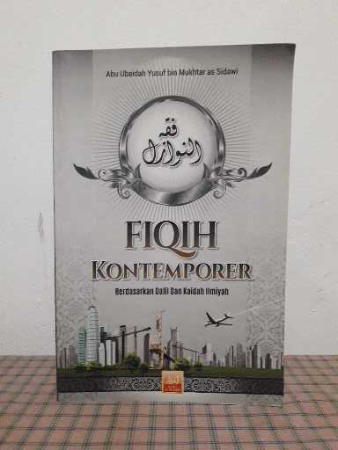 Abu Ubaidah Yusuf bin Mukhtar as Sidawi
فقه
النوازل
FIQIH
KONTEMPORER
Berdasarkan Dalil Dan Kaidah Ilmiyah